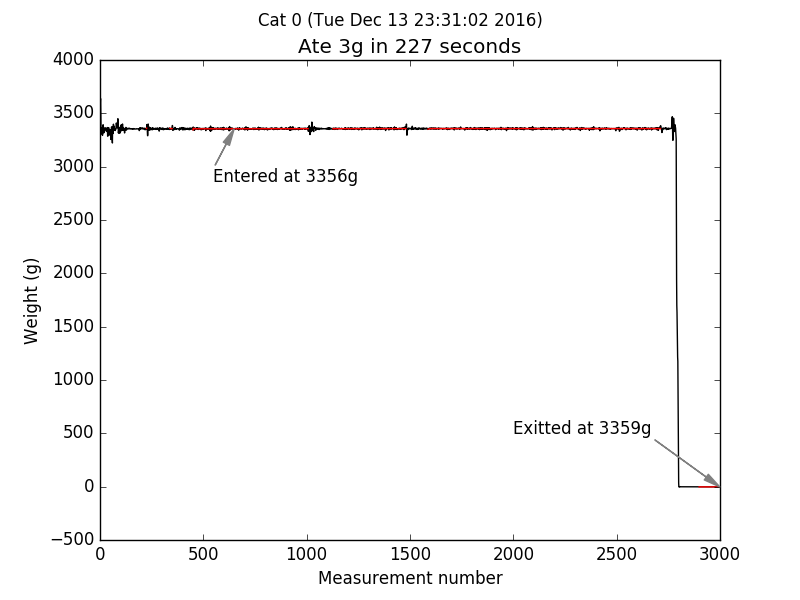 Cat 0 (Tue Dec 13 23:31:02 2016)
Ate 3g in 227 seconds
4000
3500
3000
2500
2000
1500
1000
500
0
−500
Weight (g)
Entered at 3356g
Exitted at 3359g
0 500 1000 1500 2000 2500 3000
Measurement number